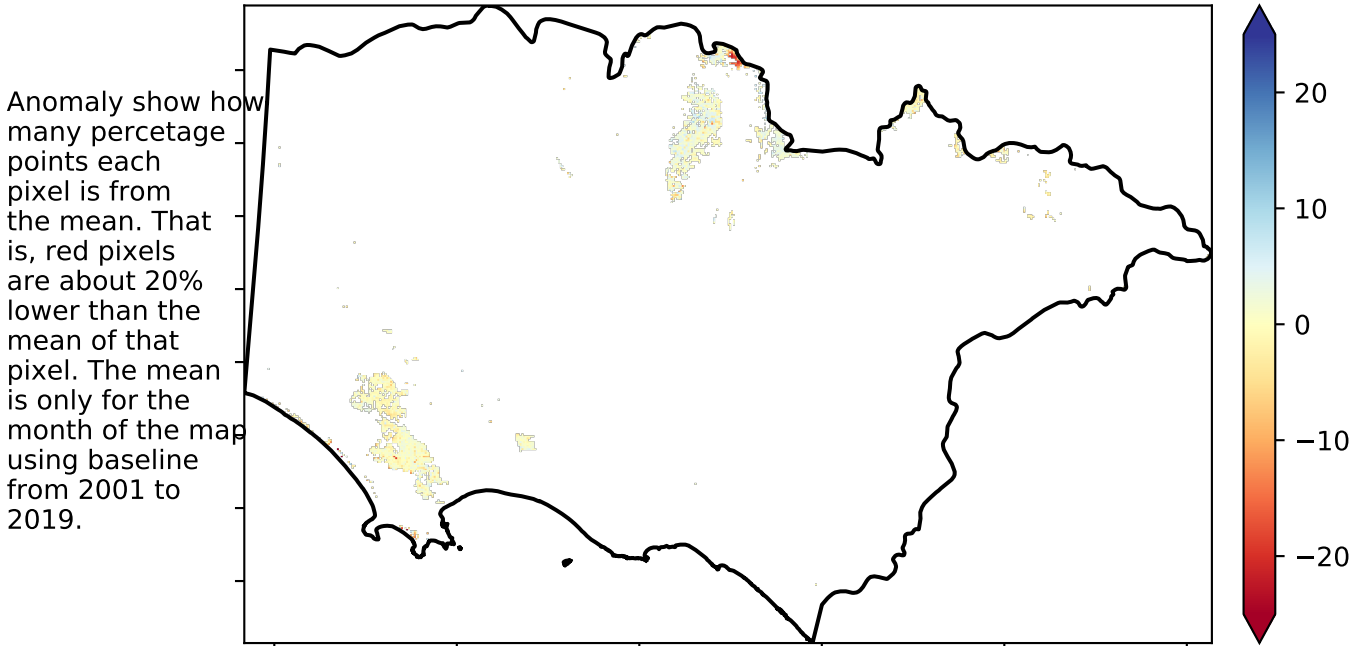 Anomaly show how
many percetage
points each
pixel is from
the mean. That
is, red pixels
are about 20%
lower than the
mean of that
pixel. The mean
is only for the
month of the map
using baseline
from 2001 to
2019.
20
10
0
−10
−20